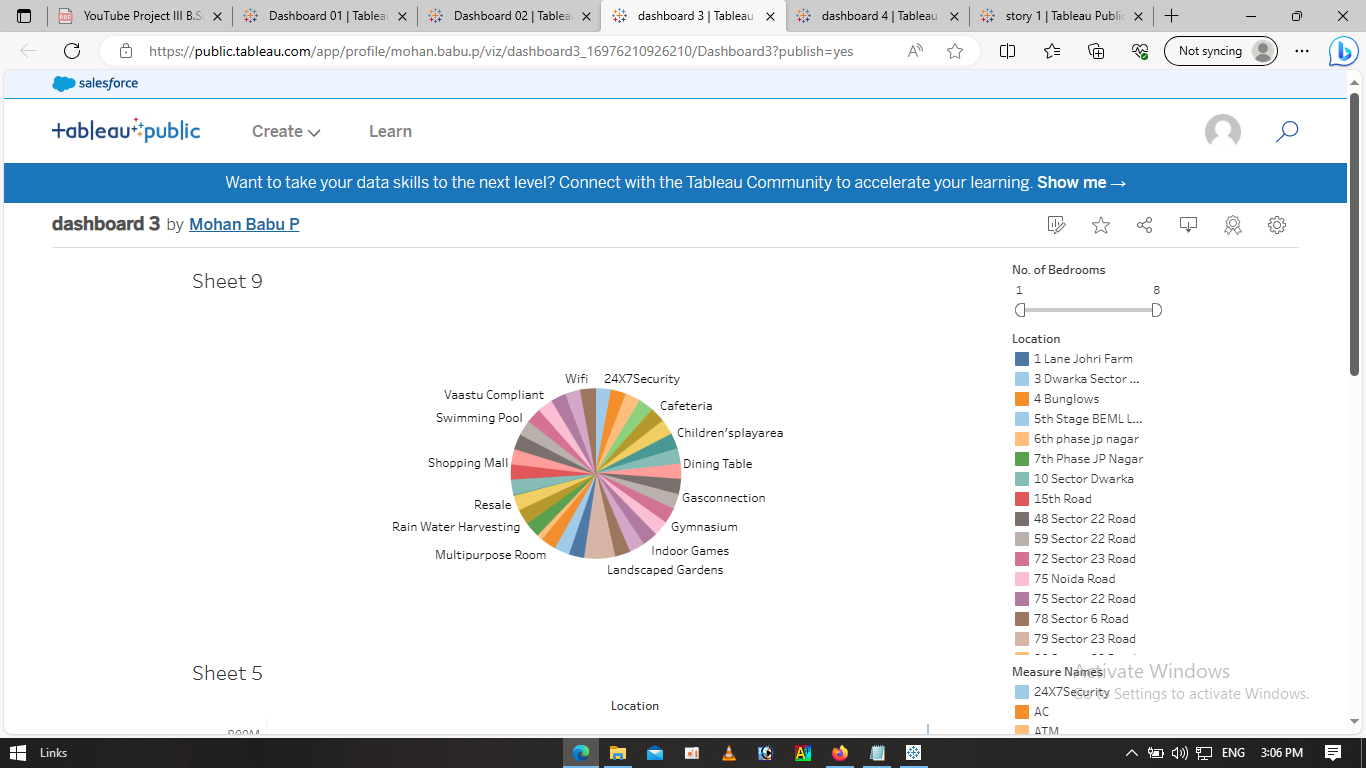 YouTube Project III B.S
Dashboard 01 | Tablea
Dashboard 02 | Tablea
dashboard 3 | Tableau
dashboard 4 | Tableau
story 1 | Tableau Public
https://public.tableau.com/app/profile/mohan.babu.p/viz/dashboard3_16976210926210/Dashboard3?publish=yes
Not syncing
salesforce
+ableau+public
Create
Learn
Want to take your data skills to the next level? Connect with the Tableau Community to accelerate your learning. Show me →
dashboard 3 by Mohan Babu P
Sheet 9
Wifi
24X7Security
Vaastu Compliant
Cafeteria
Swimming Pool
Children'splayarea
Shopping Mall
Dining Table
Resale
Gasconnection
Rain Water Harvesting
Gymnasium
Multipurpose Room
Indoor Games
Landscaped Gardens
No. of Bedrooms
1
8
Location
1 Lane Johri Farm
3 Dwarka Sector ...
4 Bunglows
5th Stage BEML L...
6th phase jp nagar
7th Phase JP Nagar
10 Sector Dwarka
15th Road
48 Sector 22 Road
59 Sector 22 Road
72 Sector 23 Road
75 Noida Road
75 Sector 22 Road
78 Sector 6 Road
79 Sector 23 Road
Sheet 5
Location
800M
Measure Names
24X7Security
AC
ATM
Activate Windows
Go to Settings to activate Windows.
Links
ENG
3:06 PM